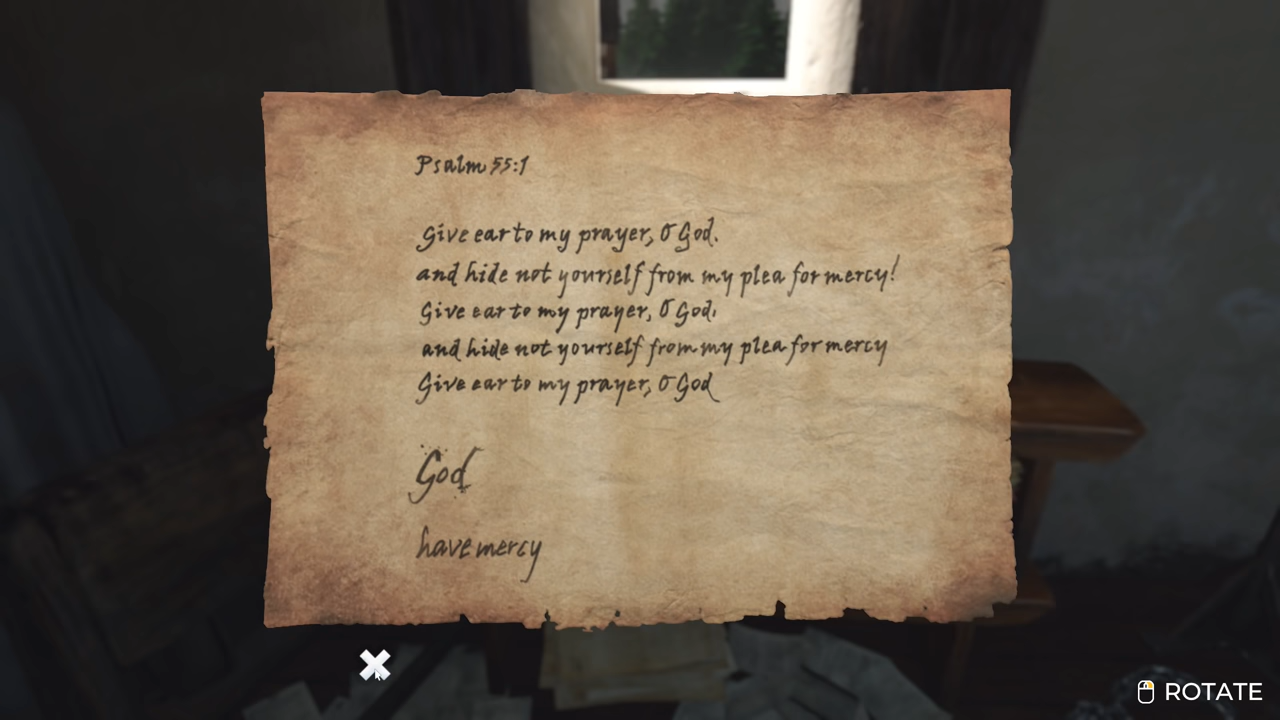 Psalm 55:1
Give ear to my prayer, O God.
and hide not yourself from my plea for mercy!
Give ear to my prayer, O God.
and hide not yourself from my plea for mercy
Give ear to my prayer, O God
God
have mercy
ROTATE